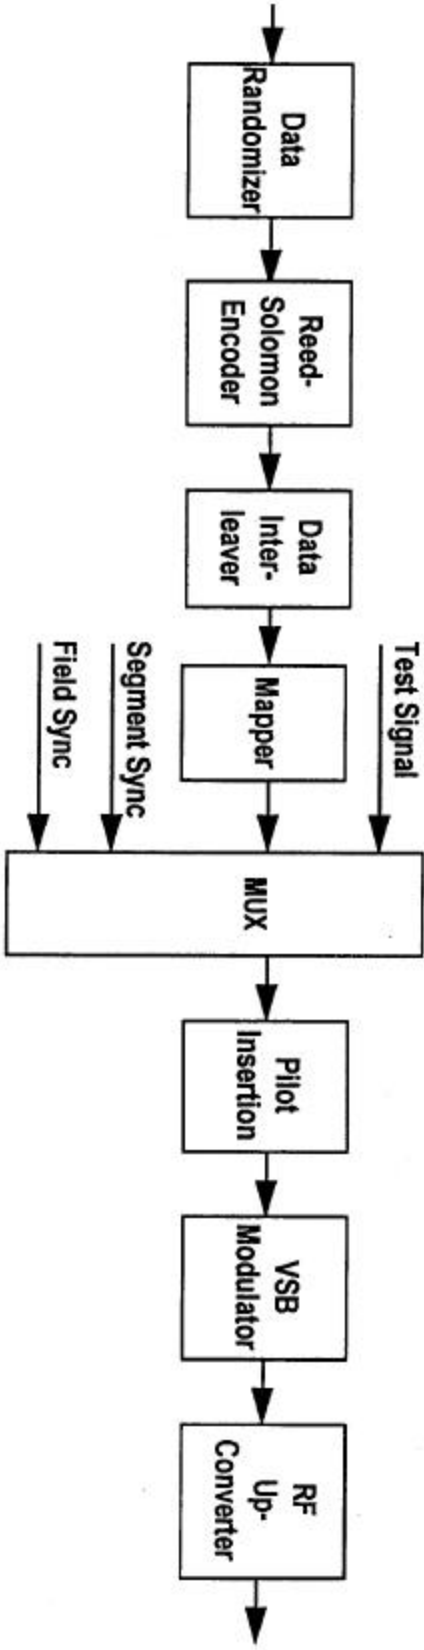 Data
Randomizer
Reed-
Solomon
Encoder
Data
Inter-
leaver
Mapper
Test Signal
Segment Sync
Field Sync
MUX
Pilot
Insertion
VSB
Modulator
RF
Up-
Converter